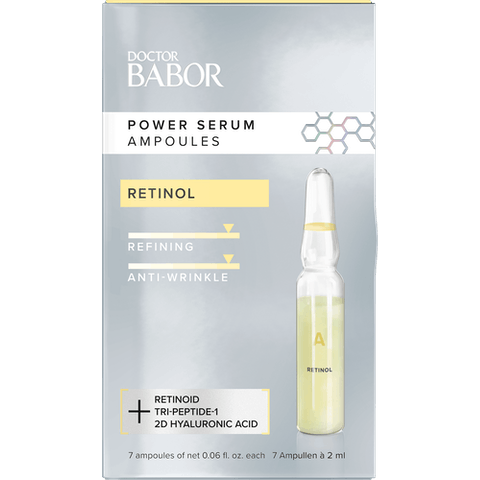 DOCTOR
BABOR
POWER SERUM
AMPOULES
RETINOL
REFINING
ANTI-WRINKLE
A
RETINOL
+ RETINOID
TRI-PEPTIDE-1
2D HYALURONIC ACID
7 ampoules of net 0.06 fl. oz. each 7 Ampullen à 2 ml